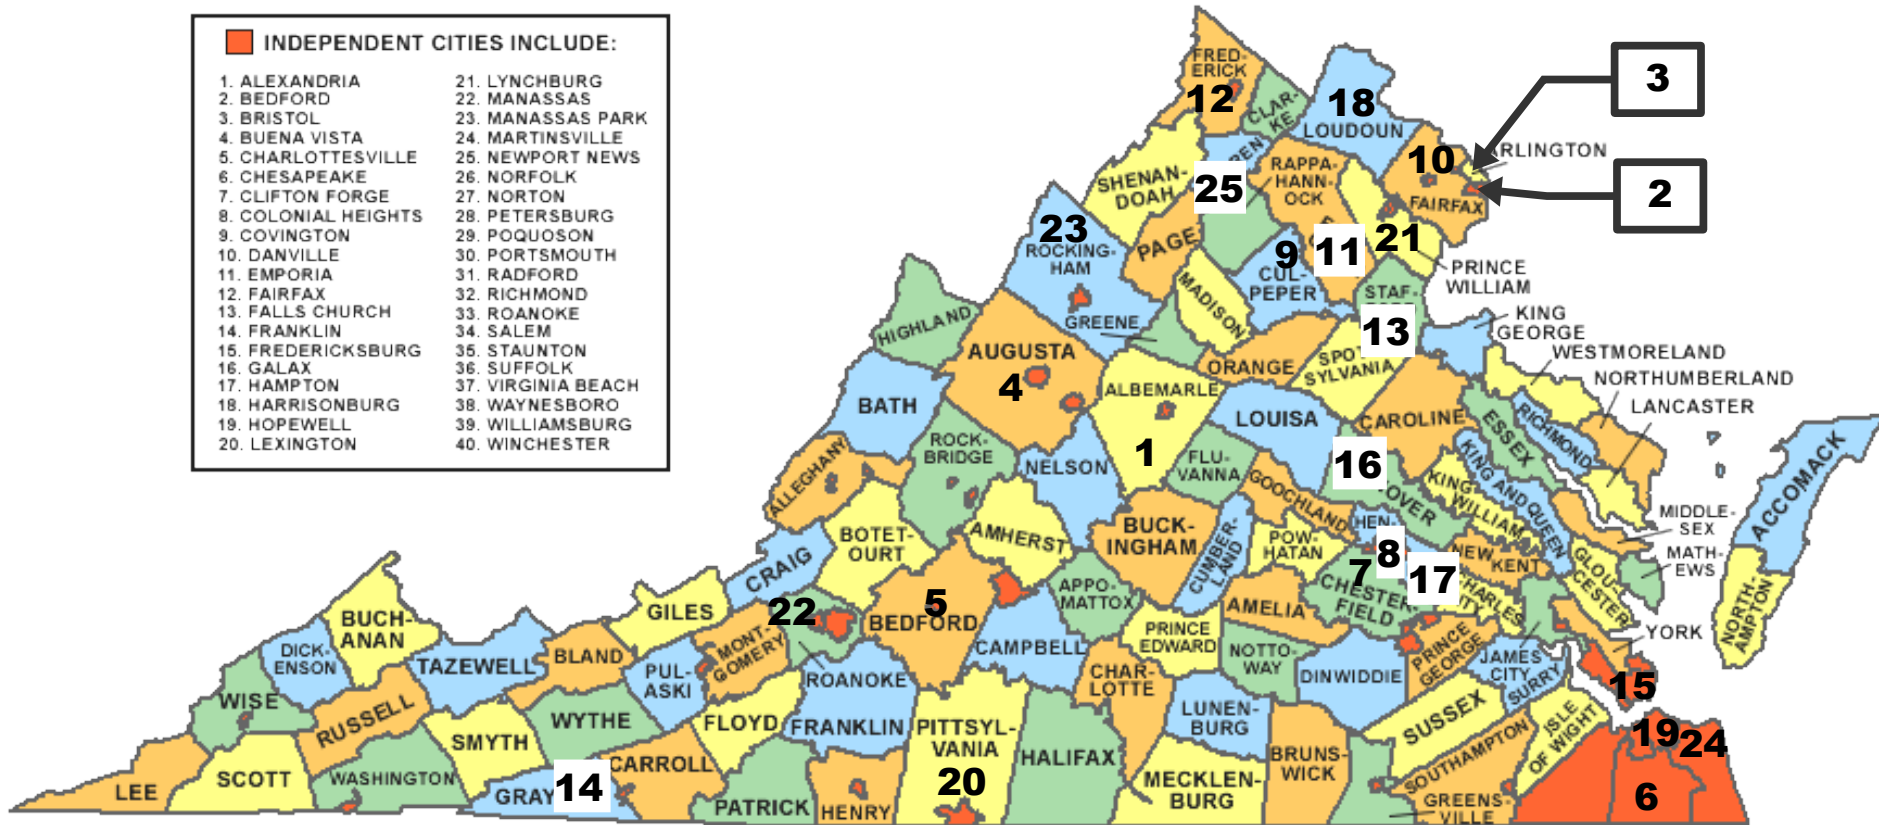 INDEPENDENT CITIES INCLUDE:
1. ALEXANDRIA
2. BEDFORD
3. BRISTOL
4. BUENA VISTA
5. CHARLOTTESVILLE
6. CHESAPEAKE
7. CLIFTON FORGE
8. COLONIAL HEIGHTS
9. COVINGTON
10. DANVILLE
11. EMPORIA
12. FAIRFAX
13. FALLS CHURCH
14. FRANKLIN
15. FREDERICKSBURG
16. GALAX
17. HAMPTON
18. HARRISONBURG
19. HOPEWELL
20. LEXINGTON
21. LYNCHBURG
22. MANASSAS
23. MANASSAS PARK
24. MARTINSVILLE
25. NEWPORT NEWS
26. NORFOLK
27. NORTON
28. PETERSBURG
29. POQUOSON
30. PORTSMOUTH
31. RADFORD
32. RICHMOND
33. ROANOKE
34. SALEM
35. STAUNTON
36. SUFFOLK
37. VIRGINIA BEACH
38. WAYNESBORO
39. WILLIAMSBURG
40. WINCHESTER
FRED-
ERICK
12
CLAR-
KE
18
LOUDOUN
3
2
10
FAIRFAX
RLINGTON
REN
25
RAPPA-
HANN-
OCK
SHENAN-
DOAH
PAGE
23
ROCKING-
HAM
9
CUL-
PEPER
11
21
PRINCE
WILLIAM
MADISON
GREENE
STAF-
13
KING
GEORGE
WESTMORELAND
NORTHUMBERLAND
LANCASTER
HIGHLAND
AUGUSTA
4
ORANGE
SPOT
SYLVANIA
BATH
ALBEMARLE
1
LOUISA
CAROLINE
ESSEX
RICHMOND
ACCOMACK
ROCK-
BRIDGE
NELSON
FLU-
VANNA
16
OVER
KING AND QUEEN
KING
WILLIAM
ALLEGHANY
GOOCHLAND
MIDDLE-
SEX
MATH-
EWS
BOTET-
OURT
AMHERST
BUCK-
INGHAM
CUMBER-
LAND
POW-
HATAN
HEN-
8
NEW
KENT
GLOU-
CESTER
CRAIG
7
CHESTER-
FIELD
17
CHARLES
CITY
NORTH-
AMPTON
BUCH-
ANAN
GILES
22
5
BEDFORD
APPO-
MATTOX
AMELIA
YORK
DICK-
ENSON
TAZEWELL
BLAND
MONT-
GOMERY
CAMPBELL
PRINCE
EDWARD
NOTTO-
WAY
PRINCE
GEORGE
JAMES
CITY
SURRY
PUL-
ASKI
ROANOKE
CHAR-
LOTTE
DINWIDDIE
15
WISE
RUSSELL
WYTHE
FLOYD
FRANKLIN
PITTSYL-
VANIA
20
LUNEN-
BURG
SUSSEX
ISLE
OF WIGHT
SMYTH
HALIFAX
BRUNS-
WICK
SOUTHAMPTON
19
24
LEE
SCOTT
WASHINGTON
GRAY
14
CARROLL
PATRICK
HENRY
MECKLEN-
BURG
GREENS-
VILLE
6